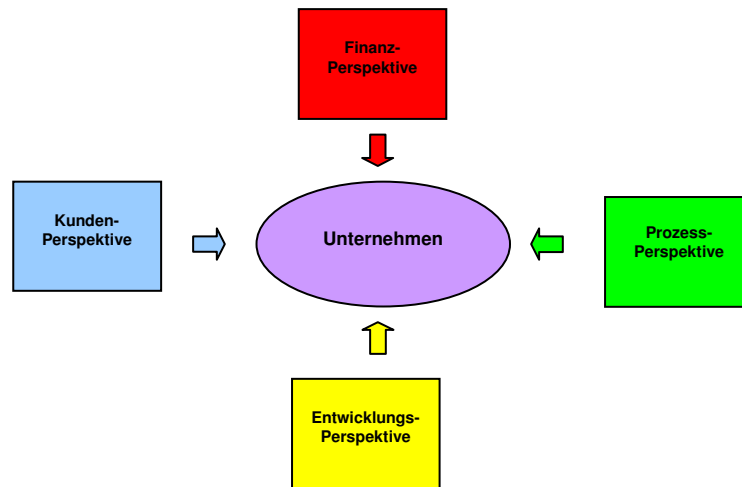 Finanz-
Perspektive
Kunden-
Perspektive
Unternehmen
Prozess-
Perspektive
Entwicklungs-
Perspektive